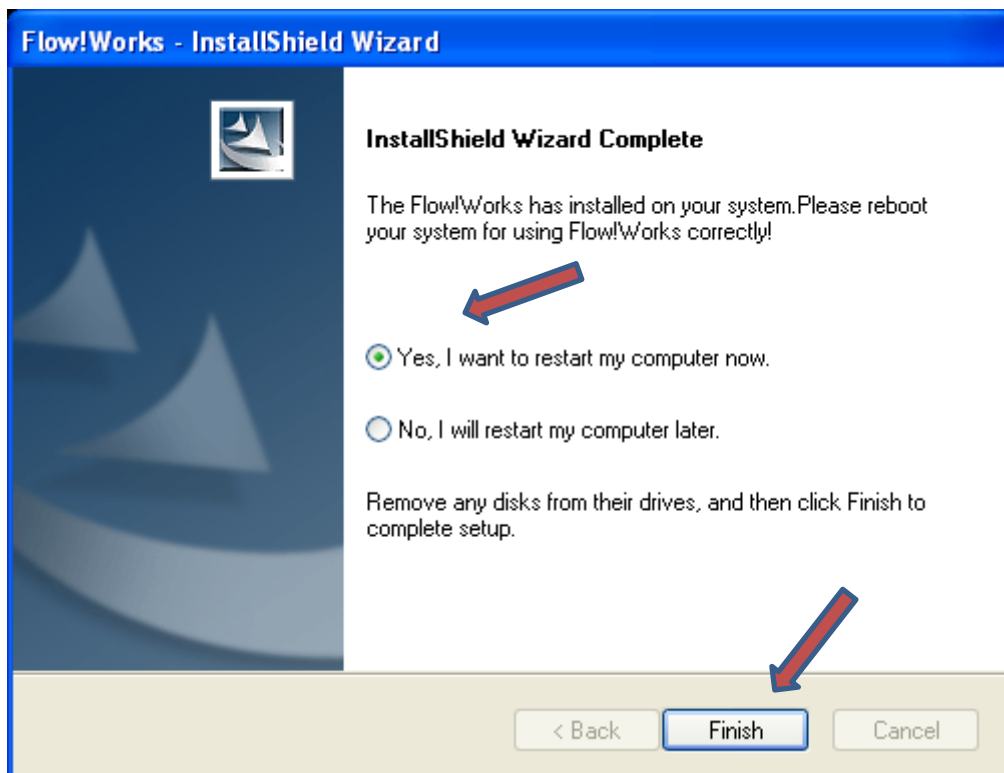 Flow!Works - InstallShield Wizard
InstallShield Wizard Complete
The Flow!Works has installed on your system.Please reboot
your system for using Flow!Works correctly!
Yes, I want to restart my computer now.
No, I will restart my computer later.
Remove any disks from their drives, and then click Finish to
complete setup.
< Back Finish Cancel